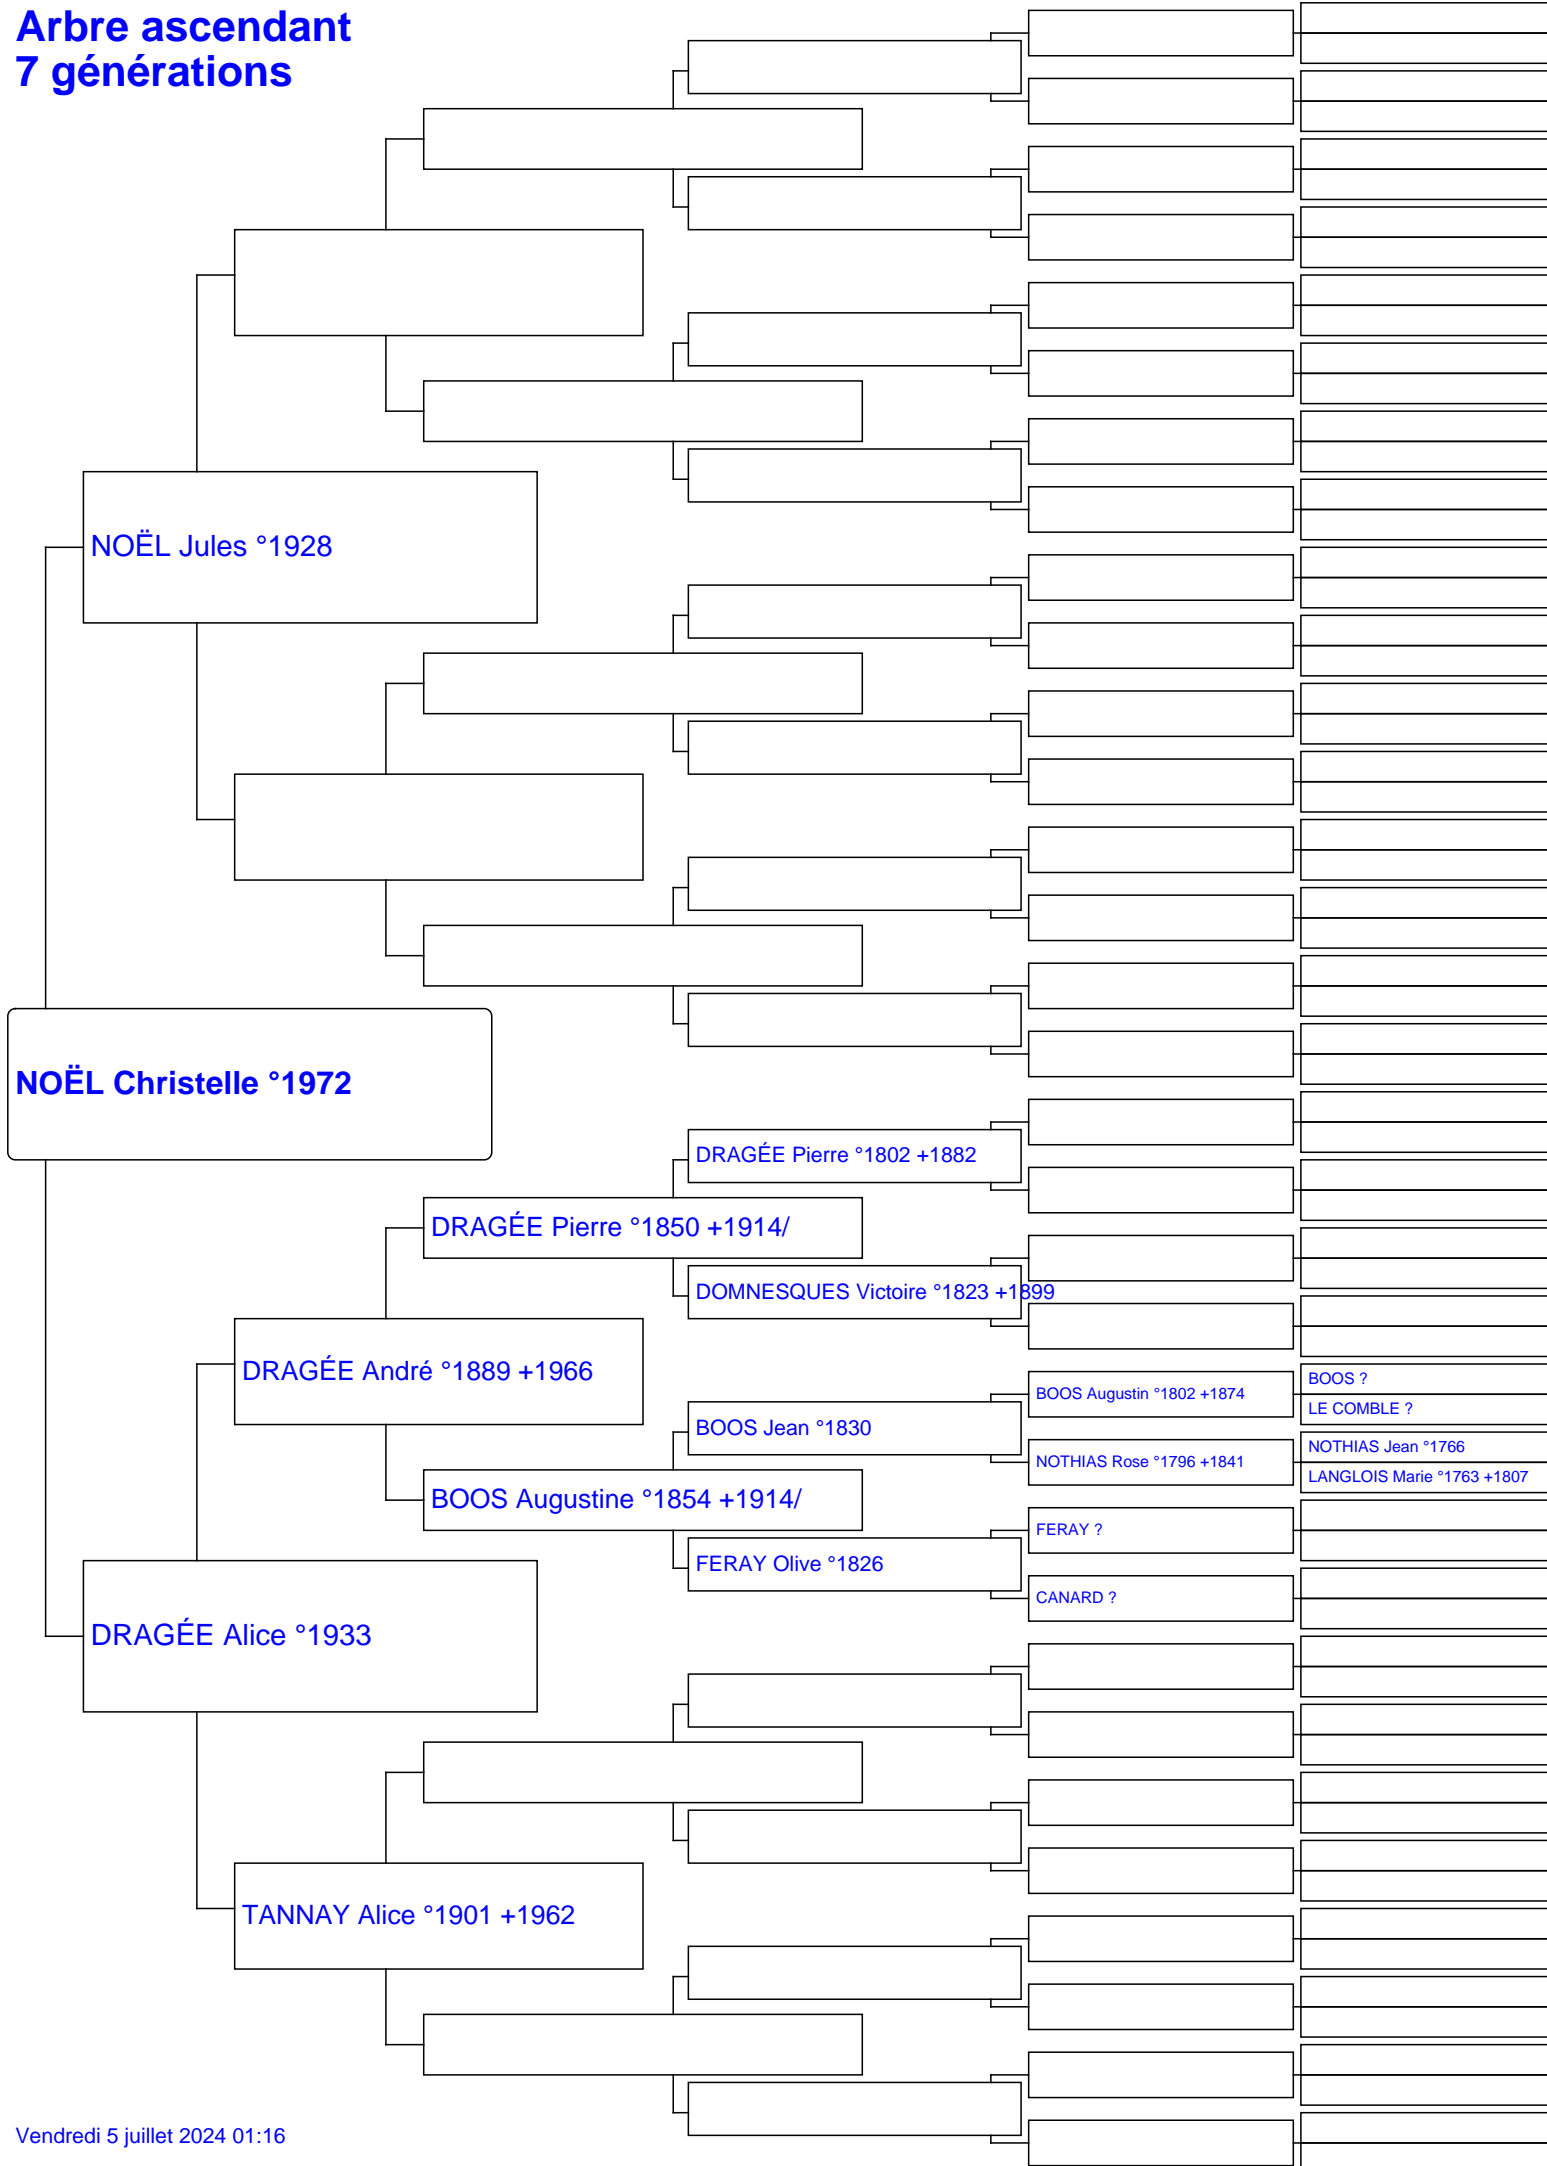 Arbre ascendant
7 générations
NOËL Jules °1928
NOËL Christelle °1972
DRAGÉE Pierre °1802 +1882
DRAGÉE Pierre °1850 +1914/
DOMNESQUES Victoire °1823 +1899
DRAGÉE André °1889 +1966
BOOS ?
BOOS Augustin °1802 +1874
LE COMBLE ?
BOOS Jean °1830
NOTHIAS Jean °1766
NOTHIAS Rose °1796 +1841
LANGLOIS Marie °1763 +1807
BOOS Augustine °1854 +1914/
FERAY ?
FERAY Olive °1826
CANARD ?
DRAGÉE Alice °1933
TANNAY Alice °1901 +1962
Vendredi 5 juillet 2024 01:16